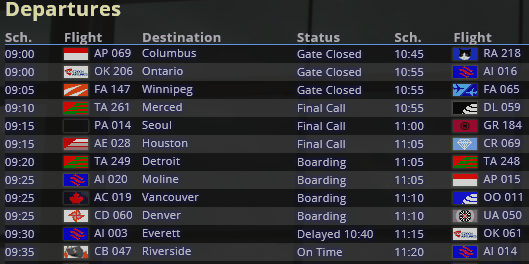 Departures
Sch. Flight Destination Status Sch. Flight
09:00 AP 069 Columbus Gate Closed 10:45 RA 218
09:00 OK 206 Ontario Gate Closed 10:55 AI 016
09:05 FA 147 Winnipeg Gate Closed 10:55 FA 065
09:10 TA 261 Merced Final Call 10:55 DL 059
09:15 PA 014 Seoul Final Call 11:00 GR 184
09:15 AE 028 Houston Final Call 11:05 CR 069
09:20 TA 249 Detroit Boarding 11:05 TA 248
09:25 AI 020 Moline Boarding 11:05 AP 015
09:25 AC 019 Vancouver Boarding 11:10 OO 011
09:25 CD 060 Denver Boarding 11:10 UA 050
09:30 AI 003 Everett Delayed 10:40 11:15 OK 061
09:35 CB 047 Riverside On Time 11:20 AI 014